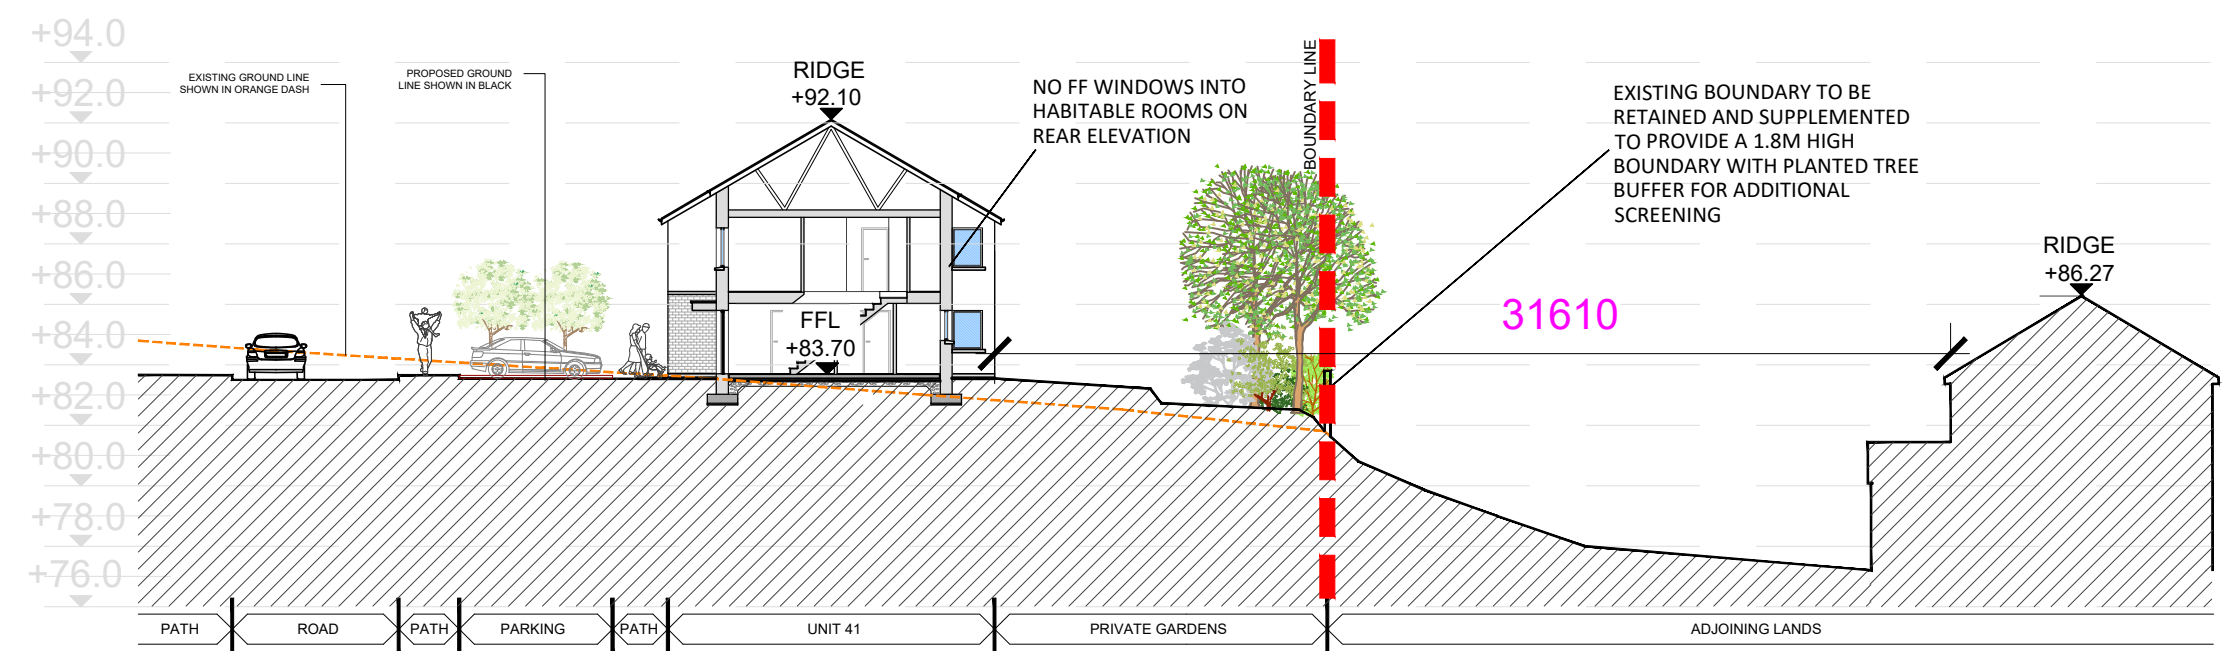 +94.0
+92.0
+90.0
+88.0
+86.0
+84.0
+82.0
+80.0
+78.0
+76.0
EXISTING GROUND LINE
SHOWN IN ORANGE DASH
PROPOSED GROUND
LINE SHOWN IN BLACK
RIDGE
+92.10
FFL
+83.70
NO FF WINDOWS INTO
HABITABLE ROOMS ON
REAR ELEVATION
BOUNDARY LINE
EXISTING BOUNDARY TO BE
RETAINED AND SUPPLEMENTED
TO PROVIDE A 1.8M HIGH
BOUNDARY WITH PLANTED TREE
BUFFER FOR ADDITIONAL
SCREENING
31610
RIDGE
+86.27
PATH
ROAD
PATH
PARKING
PATH
UNIT 41
PRIVATE GARDENS
ADJOINING LANDS